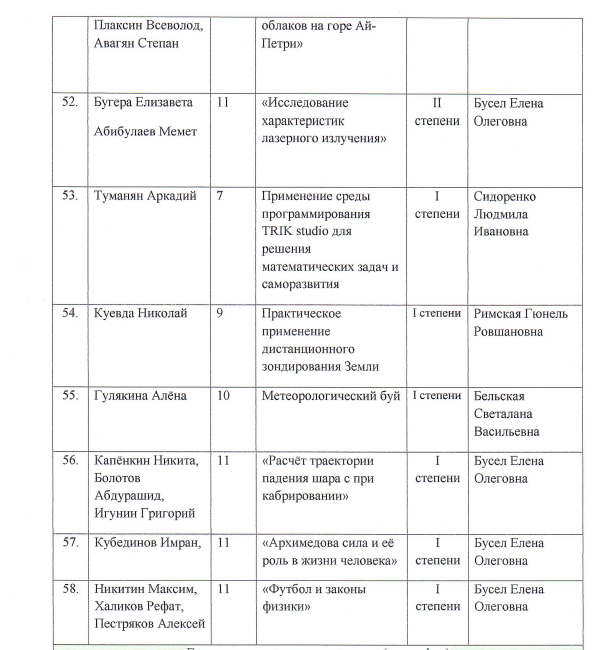 Плаксин Всеволод, облаков на горе Ай-
Авагян Степан Петри»
52. Бугера Елизавета 11 «Исследование II Бусел Елена
характеристик степени Олеговна
Абибулаев Мемет лазерного излучения»
53. Туманян Аркадий 7 Применение среды I Сидоренко
программирования степени Людмила
TRIK studio для Ивановна
решения
математических задач и
саморазвития
54. Куевда Николай 9 Практическое I степени Римская Гюнель
применение Ровшановна
дистанционного
зондирования Земли
55. Гулякина Алёна 10 Метеорологический буй I степени Бельская
Светалана
Васильевна
56. Капёнкин Никита, 11 «Расчёт траектории I Бусел Елена
Болотов падения шара с при степени Олеговна
Абдурашид, кабрировании»
Игунин Григорий
57. Кубединов Имран, 11 «Архимедова сила и её I Бусел Елена
роль в жизни человека» степени Олеговна
58. Никитин Максим, 11 «Футбол и законы I Бусел Елена
Халиков Рефат, физики» степени Олеговна
Пестряков Алексей